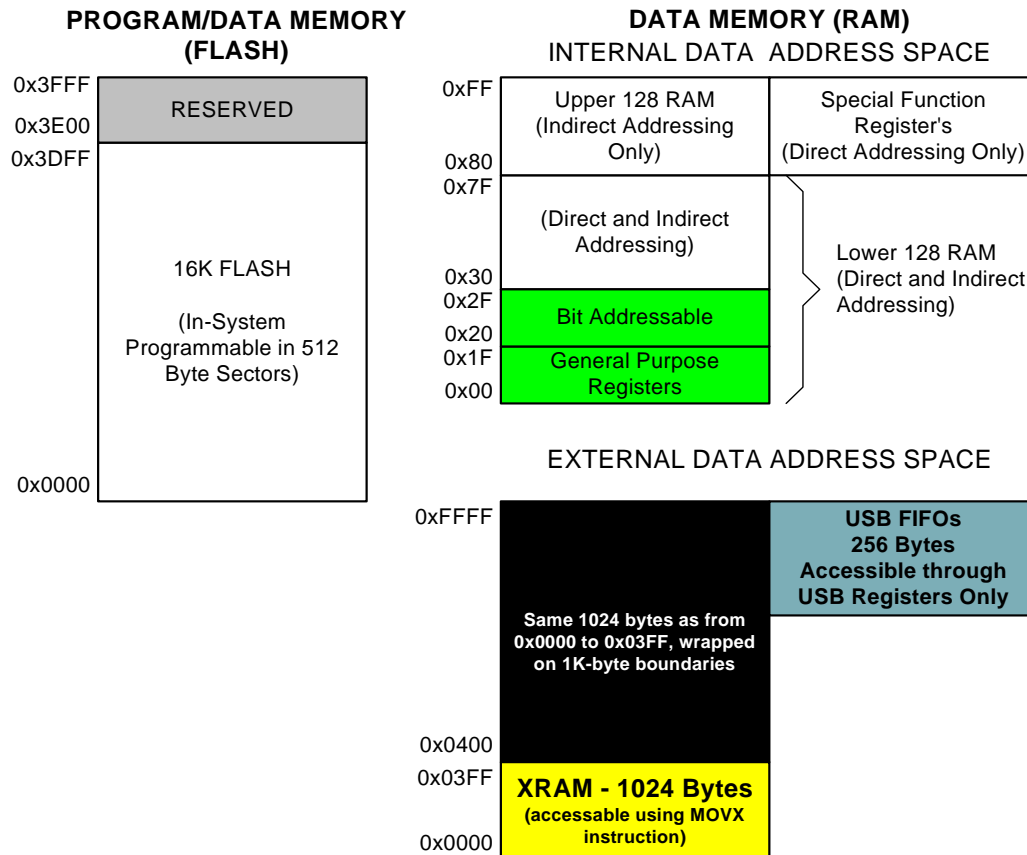 PROGRAM/DATA MEMORY
(FLASH)
0x3FFF
RESERVED
0x3E00
0x3DFF
16K FLASH
(In-System
Programmable in 512
Byte Sectors)
0x0000
DATA MEMORY (RAM)
INTERNAL DATA ADDRESS SPACE
0xFF
Upper 128 RAM
(Indirect Addressing
Only)
0x80
Special Function
Register's
(Direct Addressing Only)
0x7F
(Direct and Indirect
Addressing)
0x30
Lower 128 RAM
(Direct and Indirect
Addressing)
0x2F
Bit Addressable
0x20
0x1F
General Purpose
Registers
0x00
EXTERNAL DATA ADDRESS SPACE
0xFFFF
Same 1024 bytes as from
0x0000 to 0x03FF, wrapped
on 1K-byte boundaries
0x0400
USB FIFOs
256 Bytes
Accessible through
USB Registers Only
0x03FF
XRAM - 1024 Bytes
(accessable using MOVX
instruction)
0x0000